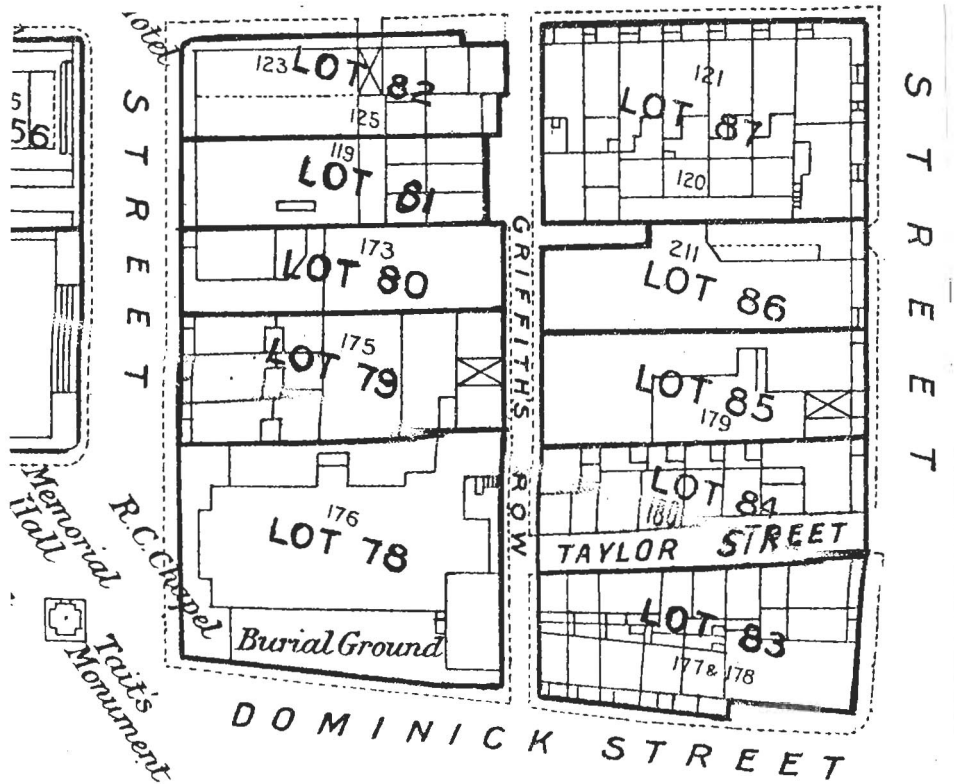 otel
56
STREET
123 LOT 82
125
119
LOT 81
173
LOT 80
175
LOT 79
176
LOT 78
Burial Ground
R.C. Chapel
Memorial
Hall
Tait's
Monument
GRIFFITH'S ROW
121
LOT 87
120
211
LOT 86
LOT 85
179
LOT 84
180
TAYLOR STREET
LOT 83
177 & 178
STREET
DOMINICK STREET